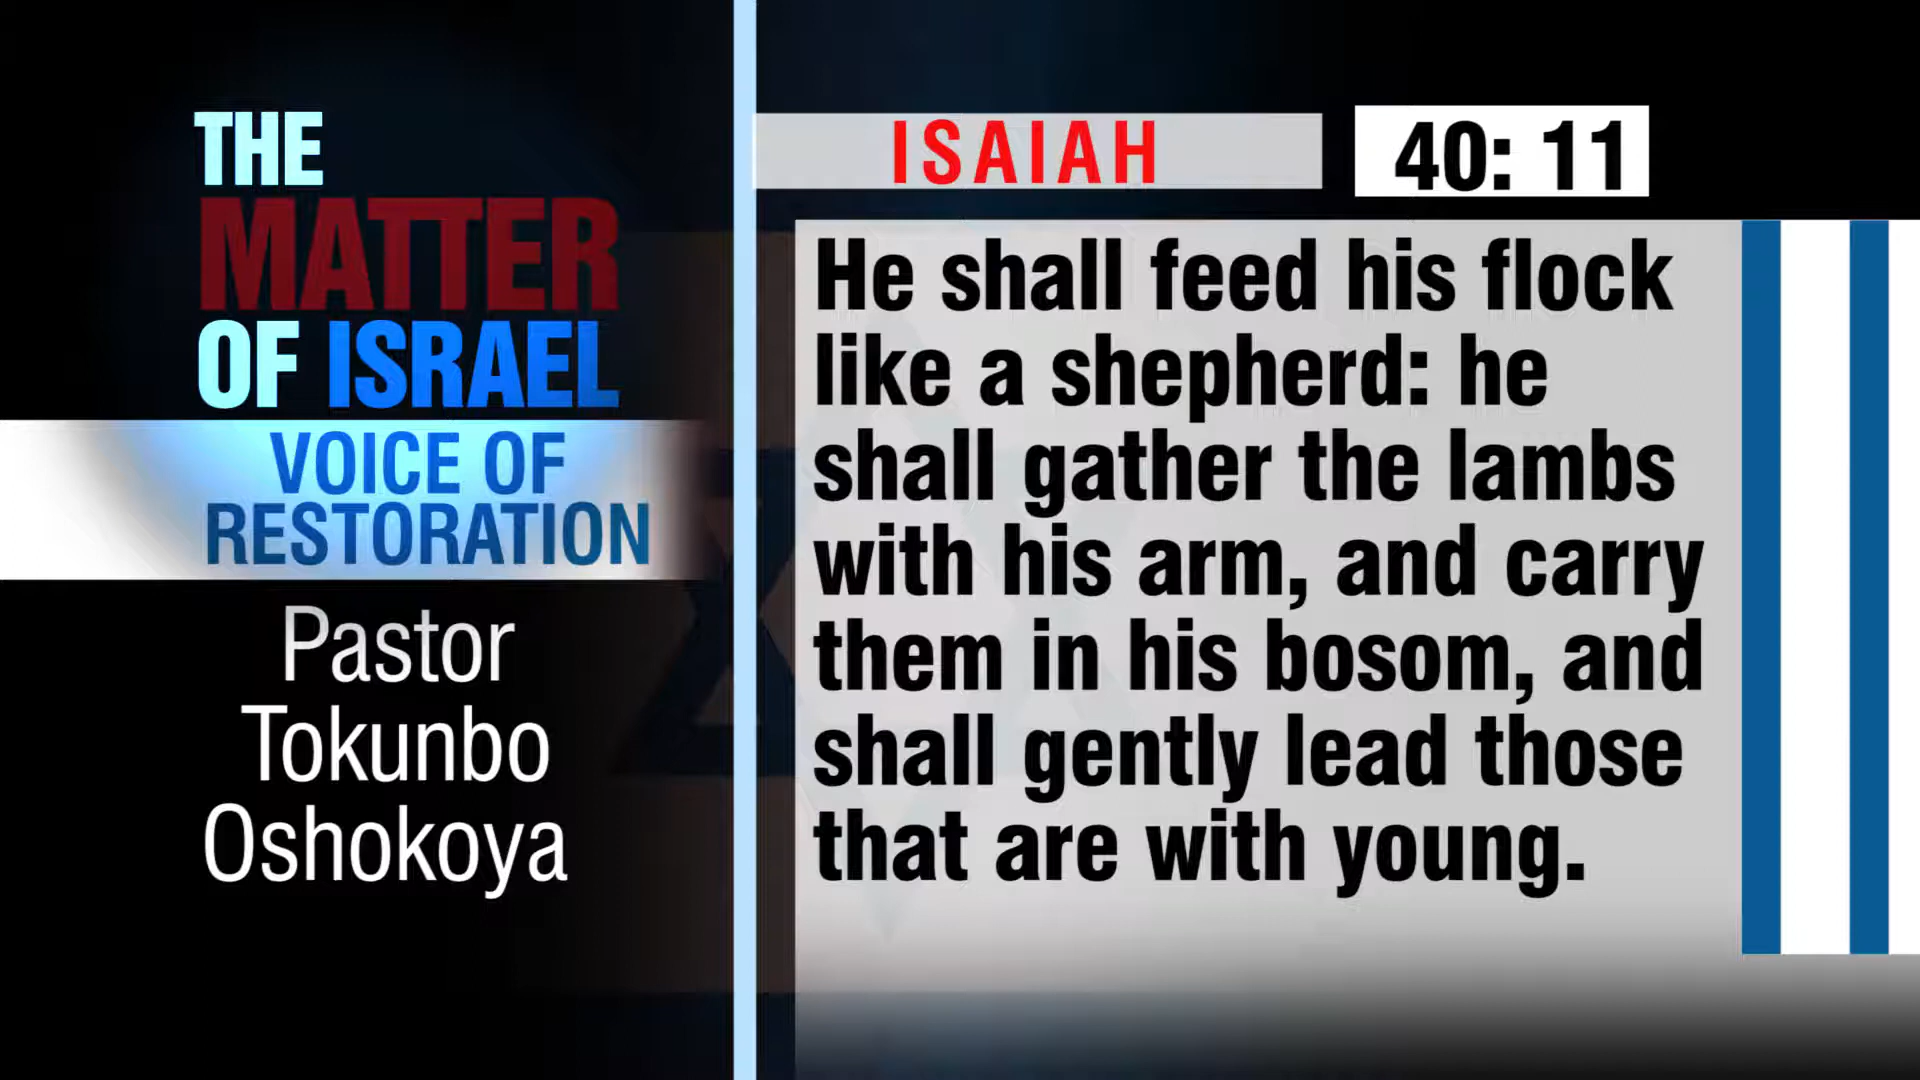 THE
MATTER
OF ISRAEL
VOICE OF
RESTORATION
Pastor
Tokunbo
Oshokoya
ISAIAH 40: 11
He shall feed his flock
like a shepherd: he
shall gather the lambs
with his arm, and carry
them in his bosom, and
shall gently lead those
that are with young.